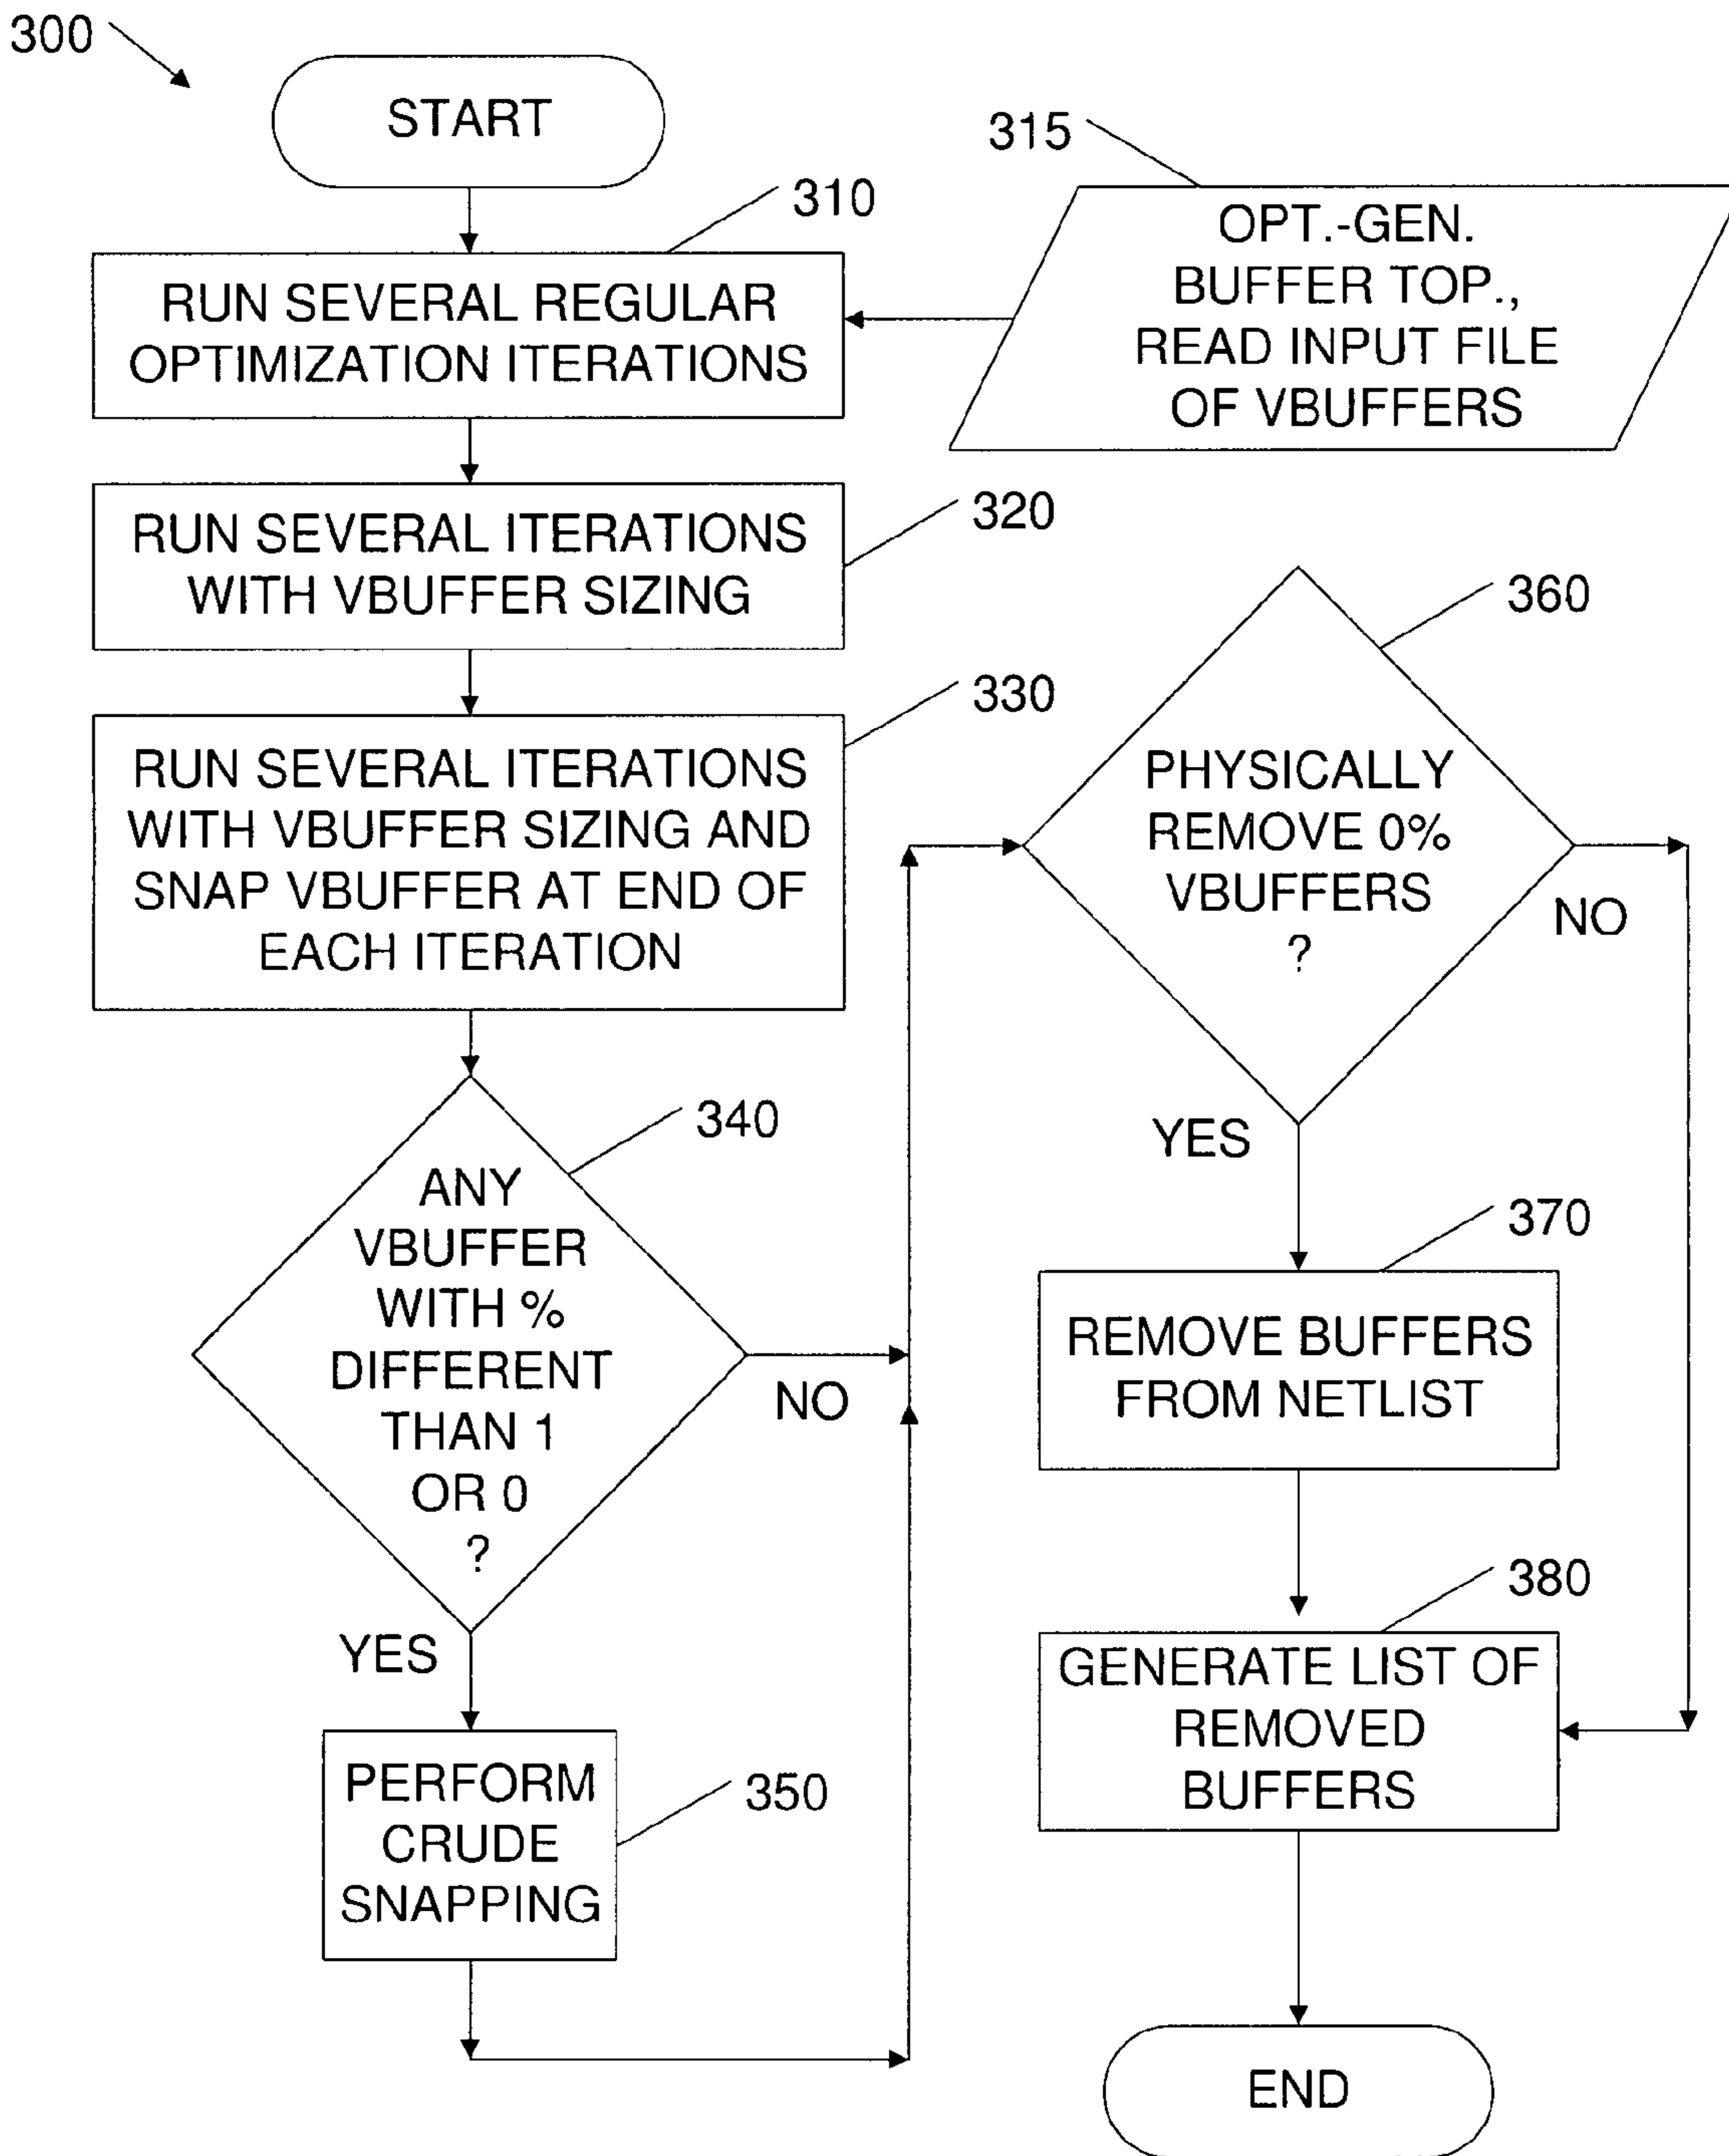 300
START
310
RUN SEVERAL REGULAR
OPTIMIZATION ITERATIONS
315
OPT.-GEN.
BUFFER TOP.,
READ INPUT FILE
OF VBUFFERS
320
RUN SEVERAL ITERATIONS
WITH VBUFFER SIZING
330
RUN SEVERAL ITERATIONS
WITH VBUFFER SIZING AND
SNAP VBUFFER AT END OF
EACH ITERATION
340
ANY
VBUFFER
WITH %
DIFFERENT
THAN 1
OR 0
?
NO
YES
350
PERFORM
CRUDE
SNAPPING
360
PHYSICALLY
REMOVE 0%
VBUFFERS
?
NO
YES
370
REMOVE BUFFERS
FROM NETLIST
380
GENERATE LIST OF
REMOVED
BUFFERS
END